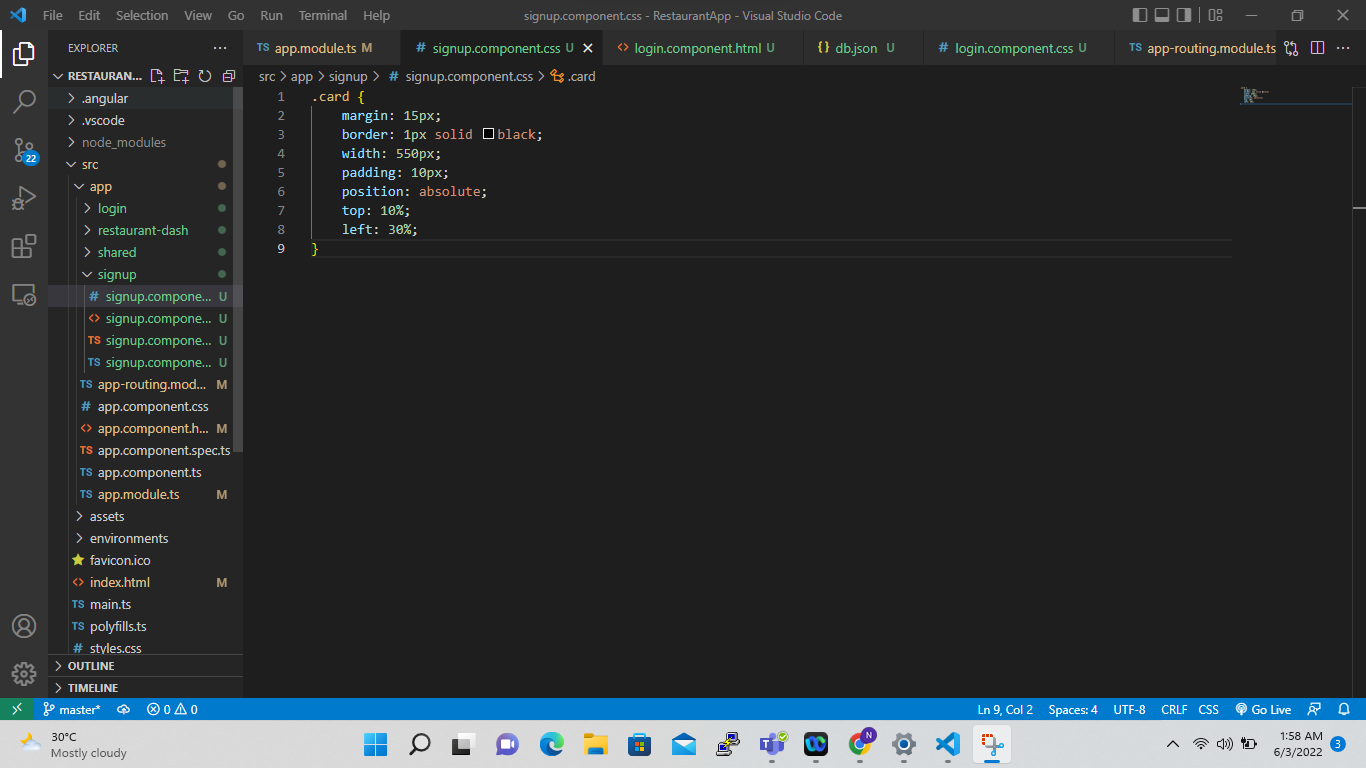 File Edit Selection View Go Run Terminal Help signup.component.css - RestaurantApp - Visual Studio Code
EXPLORER ...
TS app.module.ts M # signup.component.css U <> login.component.html U {} db.json U # login.component.css U TS app-routing.module.ts ...
RESTAURAN...
src > app > signup > # signup.component.css > .card
.angular
.vscode
node_modules
src
app
login
restaurant-dash
shared
signup
# signup.compone... U
<> signup.compone... U
TS signup.compone... U
TS signup.compone... U
TS app-routing.mod... M
# app.component.css
<> app.component.h... M
TS app.component.spec.ts
TS app.component.ts
TS app.module.ts M
assets
environments
favicon.ico
<> index.html M
TS main.ts
TS polyfills.ts
# styles.css
OUTLINE
TIMELINE
22
1 .card {
2 margin: 15px;
3 border: 1px solid black;
4 width: 550px;
5 padding: 10px;
6 position: absolute;
7 top: 10%;
8 left: 30%;
9 }
master* 0 0 Ln 9, Col 2 Spaces: 4 UTF-8 CRLF CSS Go Live
30°C
Mostly cloudy
N
1:58 AM
6/3/2022
3